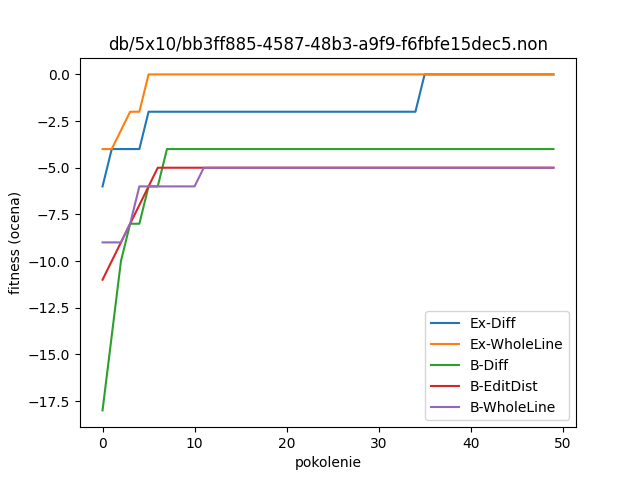 db/5x10/bb3ff885-4587-48b3-a9f9-f6fbfe15dec5.non
0.0
−2.5
−5.0
−7.5
−10.0
−12.5
−15.0
−17.5
fitness (ocena)
0
10
20
30
40
50
pokolenie
Ex-Diff
Ex-WholeLine
B-Diff
B-EditDist
B-WholeLine